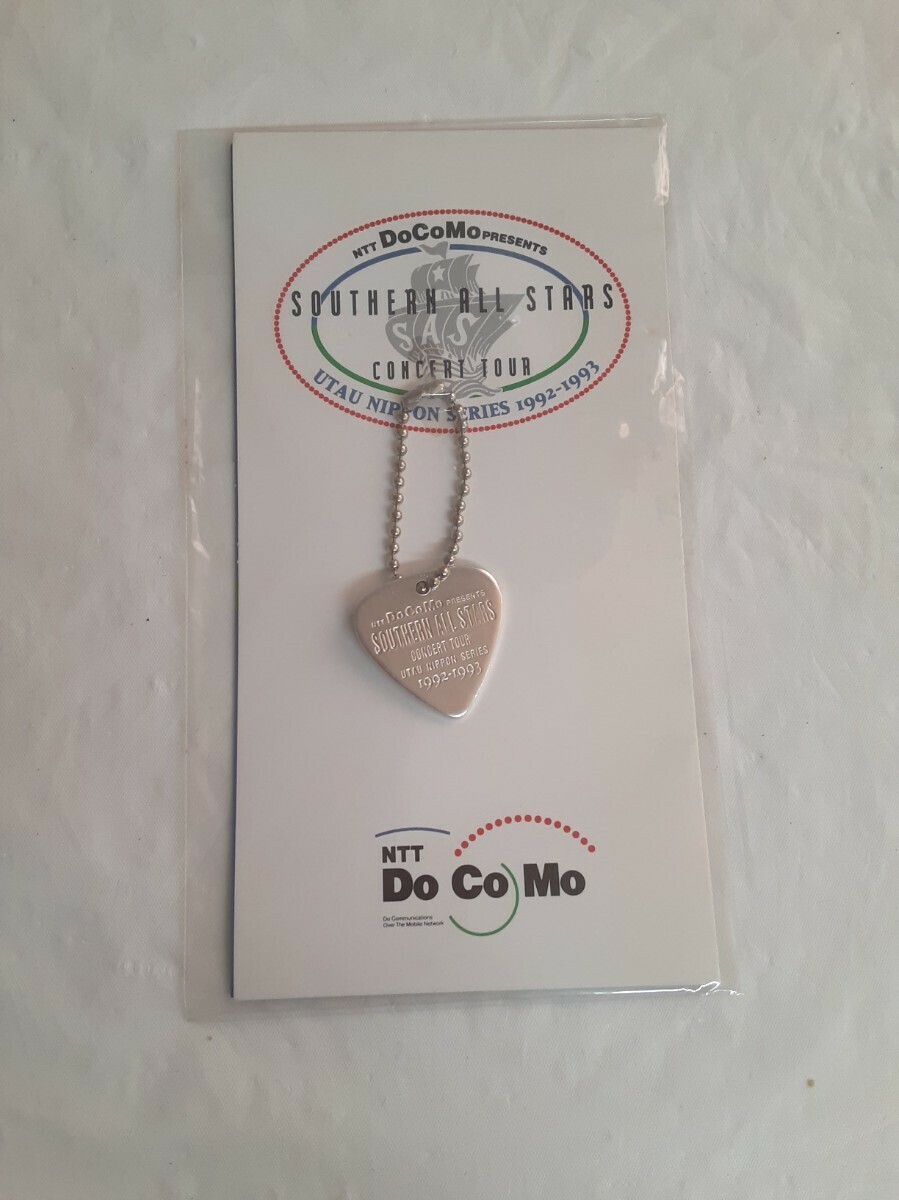 NTT DoCoMo PRESENTS
SOUTHERN ALL STARS
SAS
CONCERT TOUR
UTAU NIPPON SERIES 1992-1993
NTT DoCoMo PRESENTS
SOUTHERN ALL STARS
CONCERT TOUR
UTAU NIPPON SERIES
1992-1993
NTT
Do Co Mo
Do Communications
Over The Mobile Network